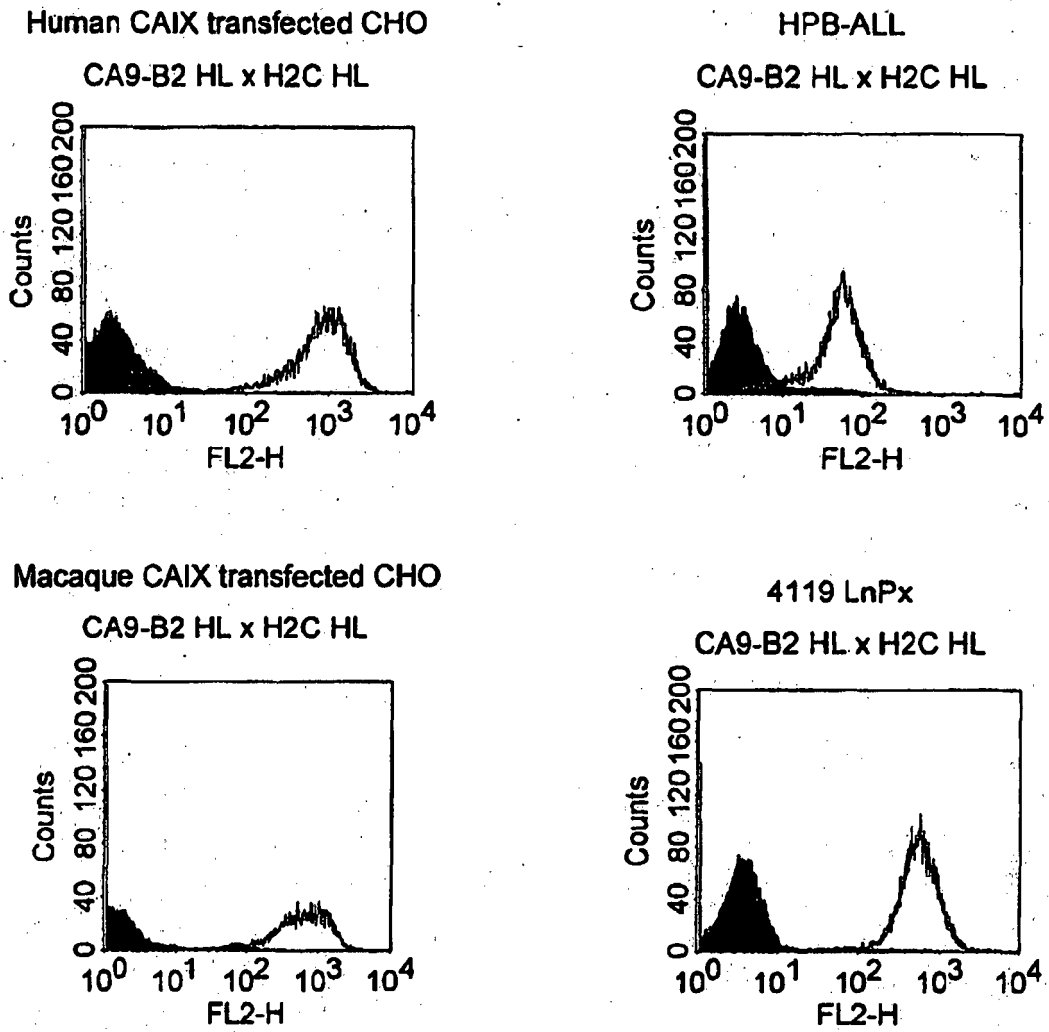 Human CAIX transfected CHO
CA9-B2 HL x H2C HL
Counts
0 40 80 120 160 200
10^0 10^1 10^2 10^3 10^4
FL2-H
HPB-ALL
CA9-B2 HL x H2C HL
Counts
0 40 80 120 160 200
10^0 10^1 10^2 10^3 10^4
FL2-H
Macaque CAIX transfected CHO
CA9-B2 HL x H2C HL
Counts
0 40 80 120 160 200
10^0 10^1 10^2 10^3 10^4
FL2-H
4119 LnPx
CA9-B2 HL x H2C HL
Counts
0 40 80 120 160 200
10^0 10^1 10^2 10^3 10^4
FL2-H